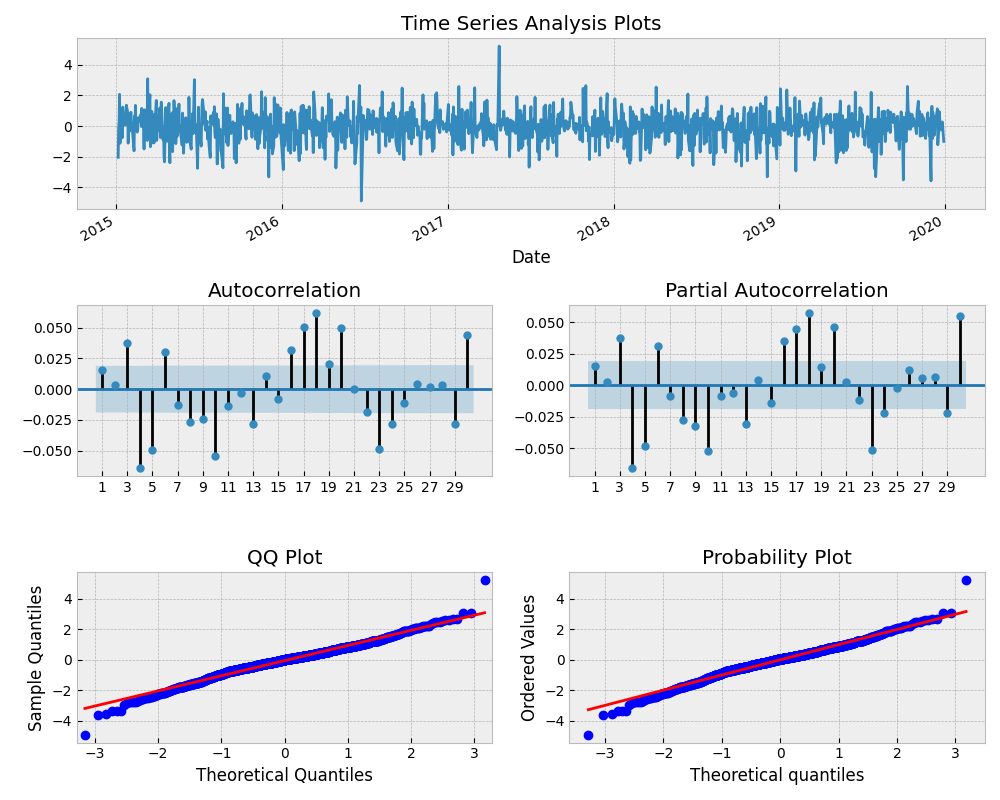 Time Series Analysis Plots
4
2
0
−2
−4
2015 2016 2017 2018 2019 2020
Date
Autocorrelation
0.050
0.025
0.000
−0.025
−0.050
1 3 5 7 9 11 13 15 17 19 21 23 25 27 29
Partial Autocorrelation
0.050
0.025
0.000
−0.025
−0.050
1 3 5 7 9 11 13 15 17 19 21 23 25 27 29
QQ Plot
Sample Quantiles
4
2
0
−2
−4
−3 −2 −1 0 1 2 3
Theoretical Quantiles
Probability Plot
Ordered Values
4
2
0
−2
−4
−3 −2 −1 0 1 2 3
Theoretical quantiles